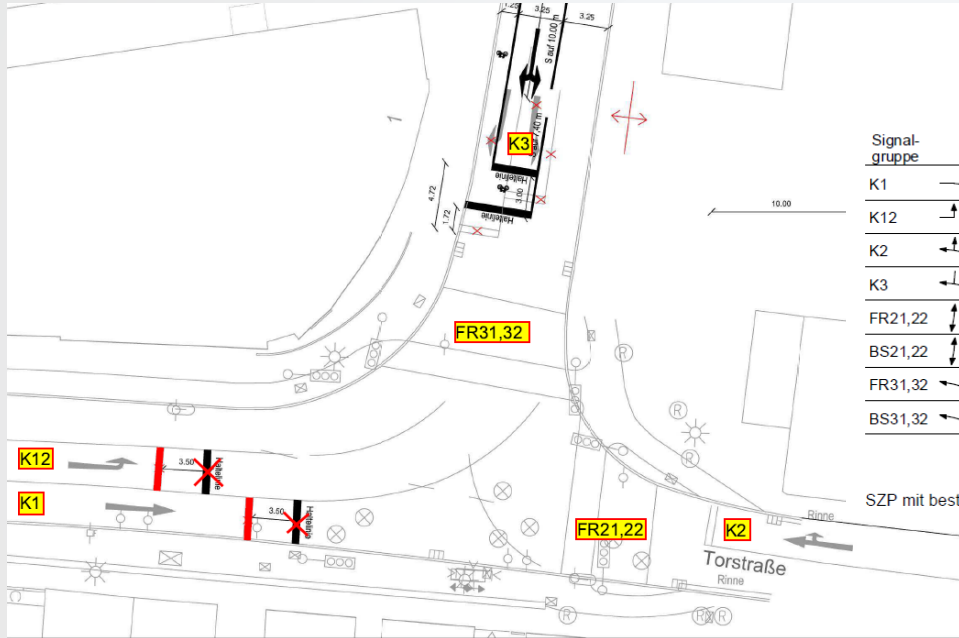 1.25
3.25
3.25
S auf 10.00 m
S auf 7,40 m
K3
Haltelinie
3.00
Haltelinie
4.72
1.72
1
10.00
Signal-
gruppe
K1
K12
K2
K3
FR21,22
BS21,22
FR31,32
BS31,32
SZP mit best
FR31,32
R
R
R
K12
3.50
Haltelinie
K1
3.50
Haltelinie
FR21,22
K2
Rinne
Torstraße
Rinne
R
R
R